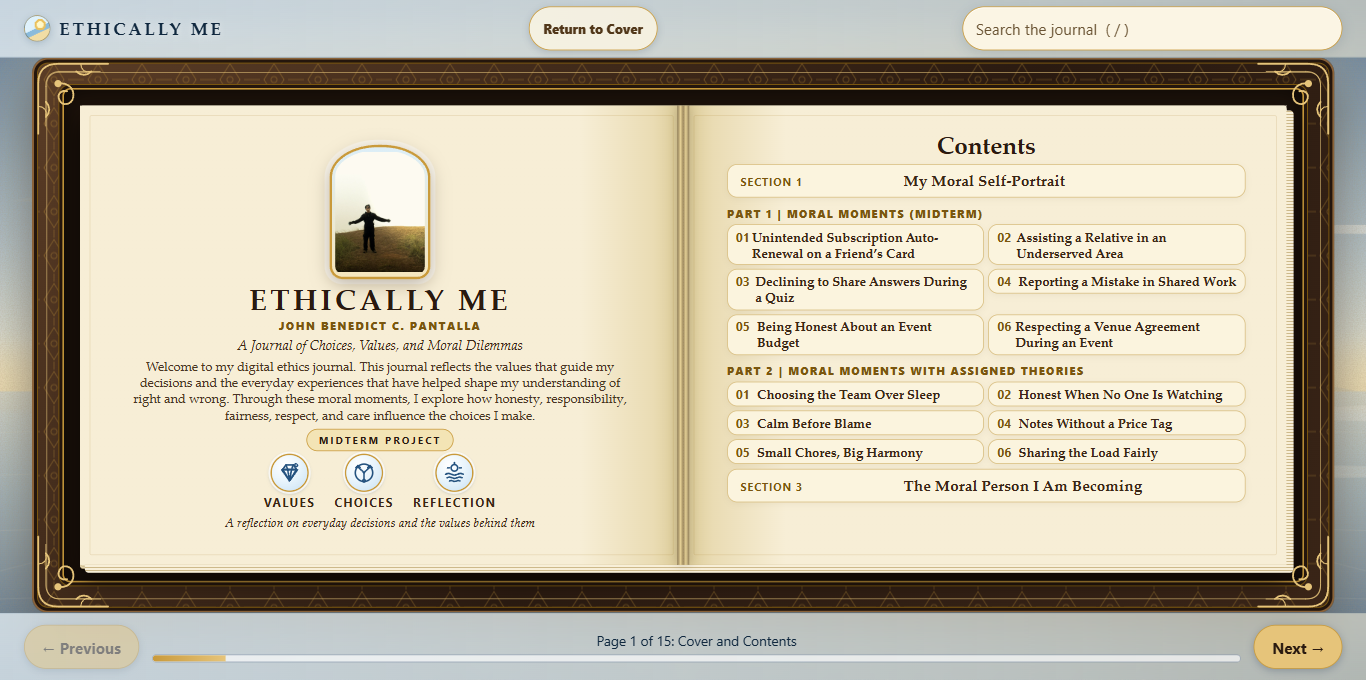 ETHICALLY ME
Return to Cover
Search the journal ( / )
ETHICALLY ME
JOHN BENEDICT C. PANTALLA
A Journal of Choices, Values, and Moral Dilemmas
Welcome to my digital ethics journal. This journal reflects the values that guide my
decisions and the everyday experiences that have helped shape my understanding of
right and wrong. Through these moral moments, I explore how honesty, responsibility,
fairness, respect, and care influence the choices I make.
MIDTERM PROJECT
VALUES
CHOICES
REFLECTION
A reflection on everyday decisions and the values behind them
Contents
SECTION 1 My Moral Self-Portrait
PART 1 | MORAL MOMENTS (MIDTERM)
01 Unintended Subscription Auto-
Renewal on a Friend’s Card
02 Assisting a Relative in an
Underserved Area
03 Declining to Share Answers During
a Quiz
04 Reporting a Mistake in Shared Work
05 Being Honest About an Event
Budget
06 Respecting a Venue Agreement
During an Event
PART 2 | MORAL MOMENTS WITH ASSIGNED THEORIES
01 Choosing the Team Over Sleep
02 Honest When No One Is Watching
03 Calm Before Blame
04 Notes Without a Price Tag
05 Small Chores, Big Harmony
06 Sharing the Load Fairly
SECTION 3 The Moral Person I Am Becoming
← Previous
Page 1 of 15: Cover and Contents
Next →